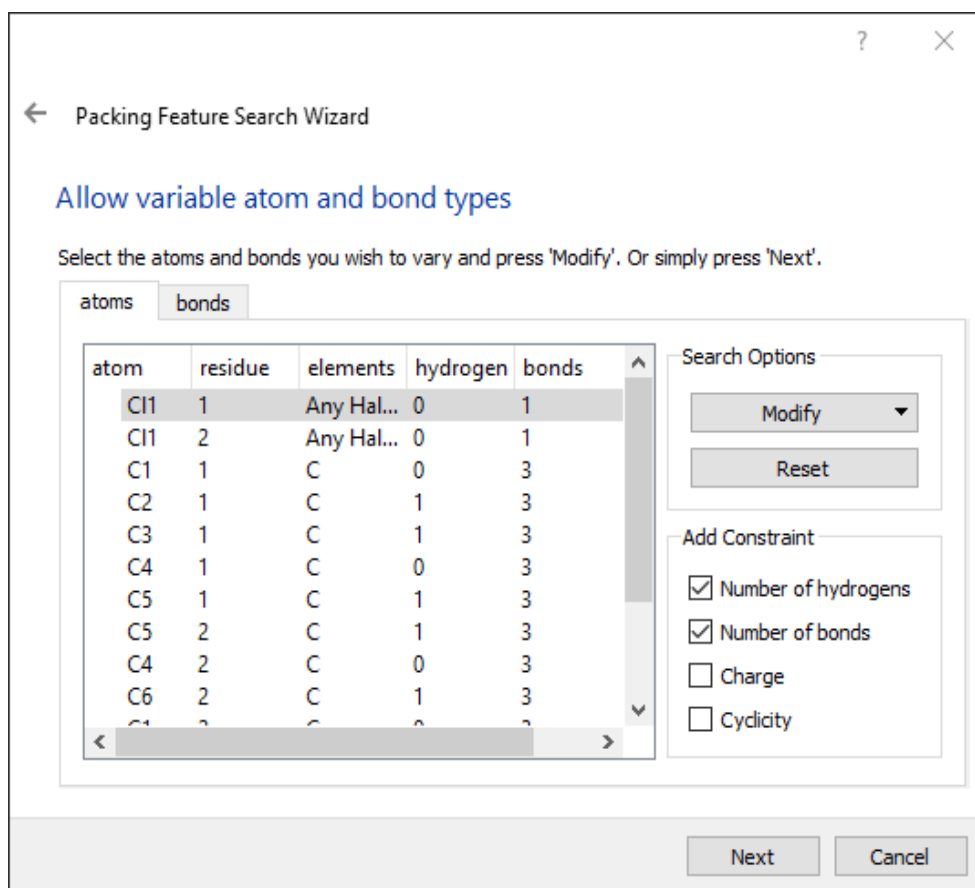 ?
Packing Feature Search Wizard
Allow variable atom and bond types
Select the atoms and bonds you wish to vary and press 'Modify'. Or simply press 'Next'.
atoms bonds
atom residue elements hydrogen bonds
Cl1 1 Any Hal... 0 1
Cl1 2 Any Hal... 0 1
C1 1 C 0 3
C2 1 C 1 3
C3 1 C 1 3
C4 1 C 0 3
C5 1 C 1 3
C5 2 C 1 3
C4 2 C 0 3
C6 2 C 1 3
Search Options
Modify
Reset
Add Constraint
Number of hydrogens
Number of bonds
Charge
Cyclicity
Next Cancel